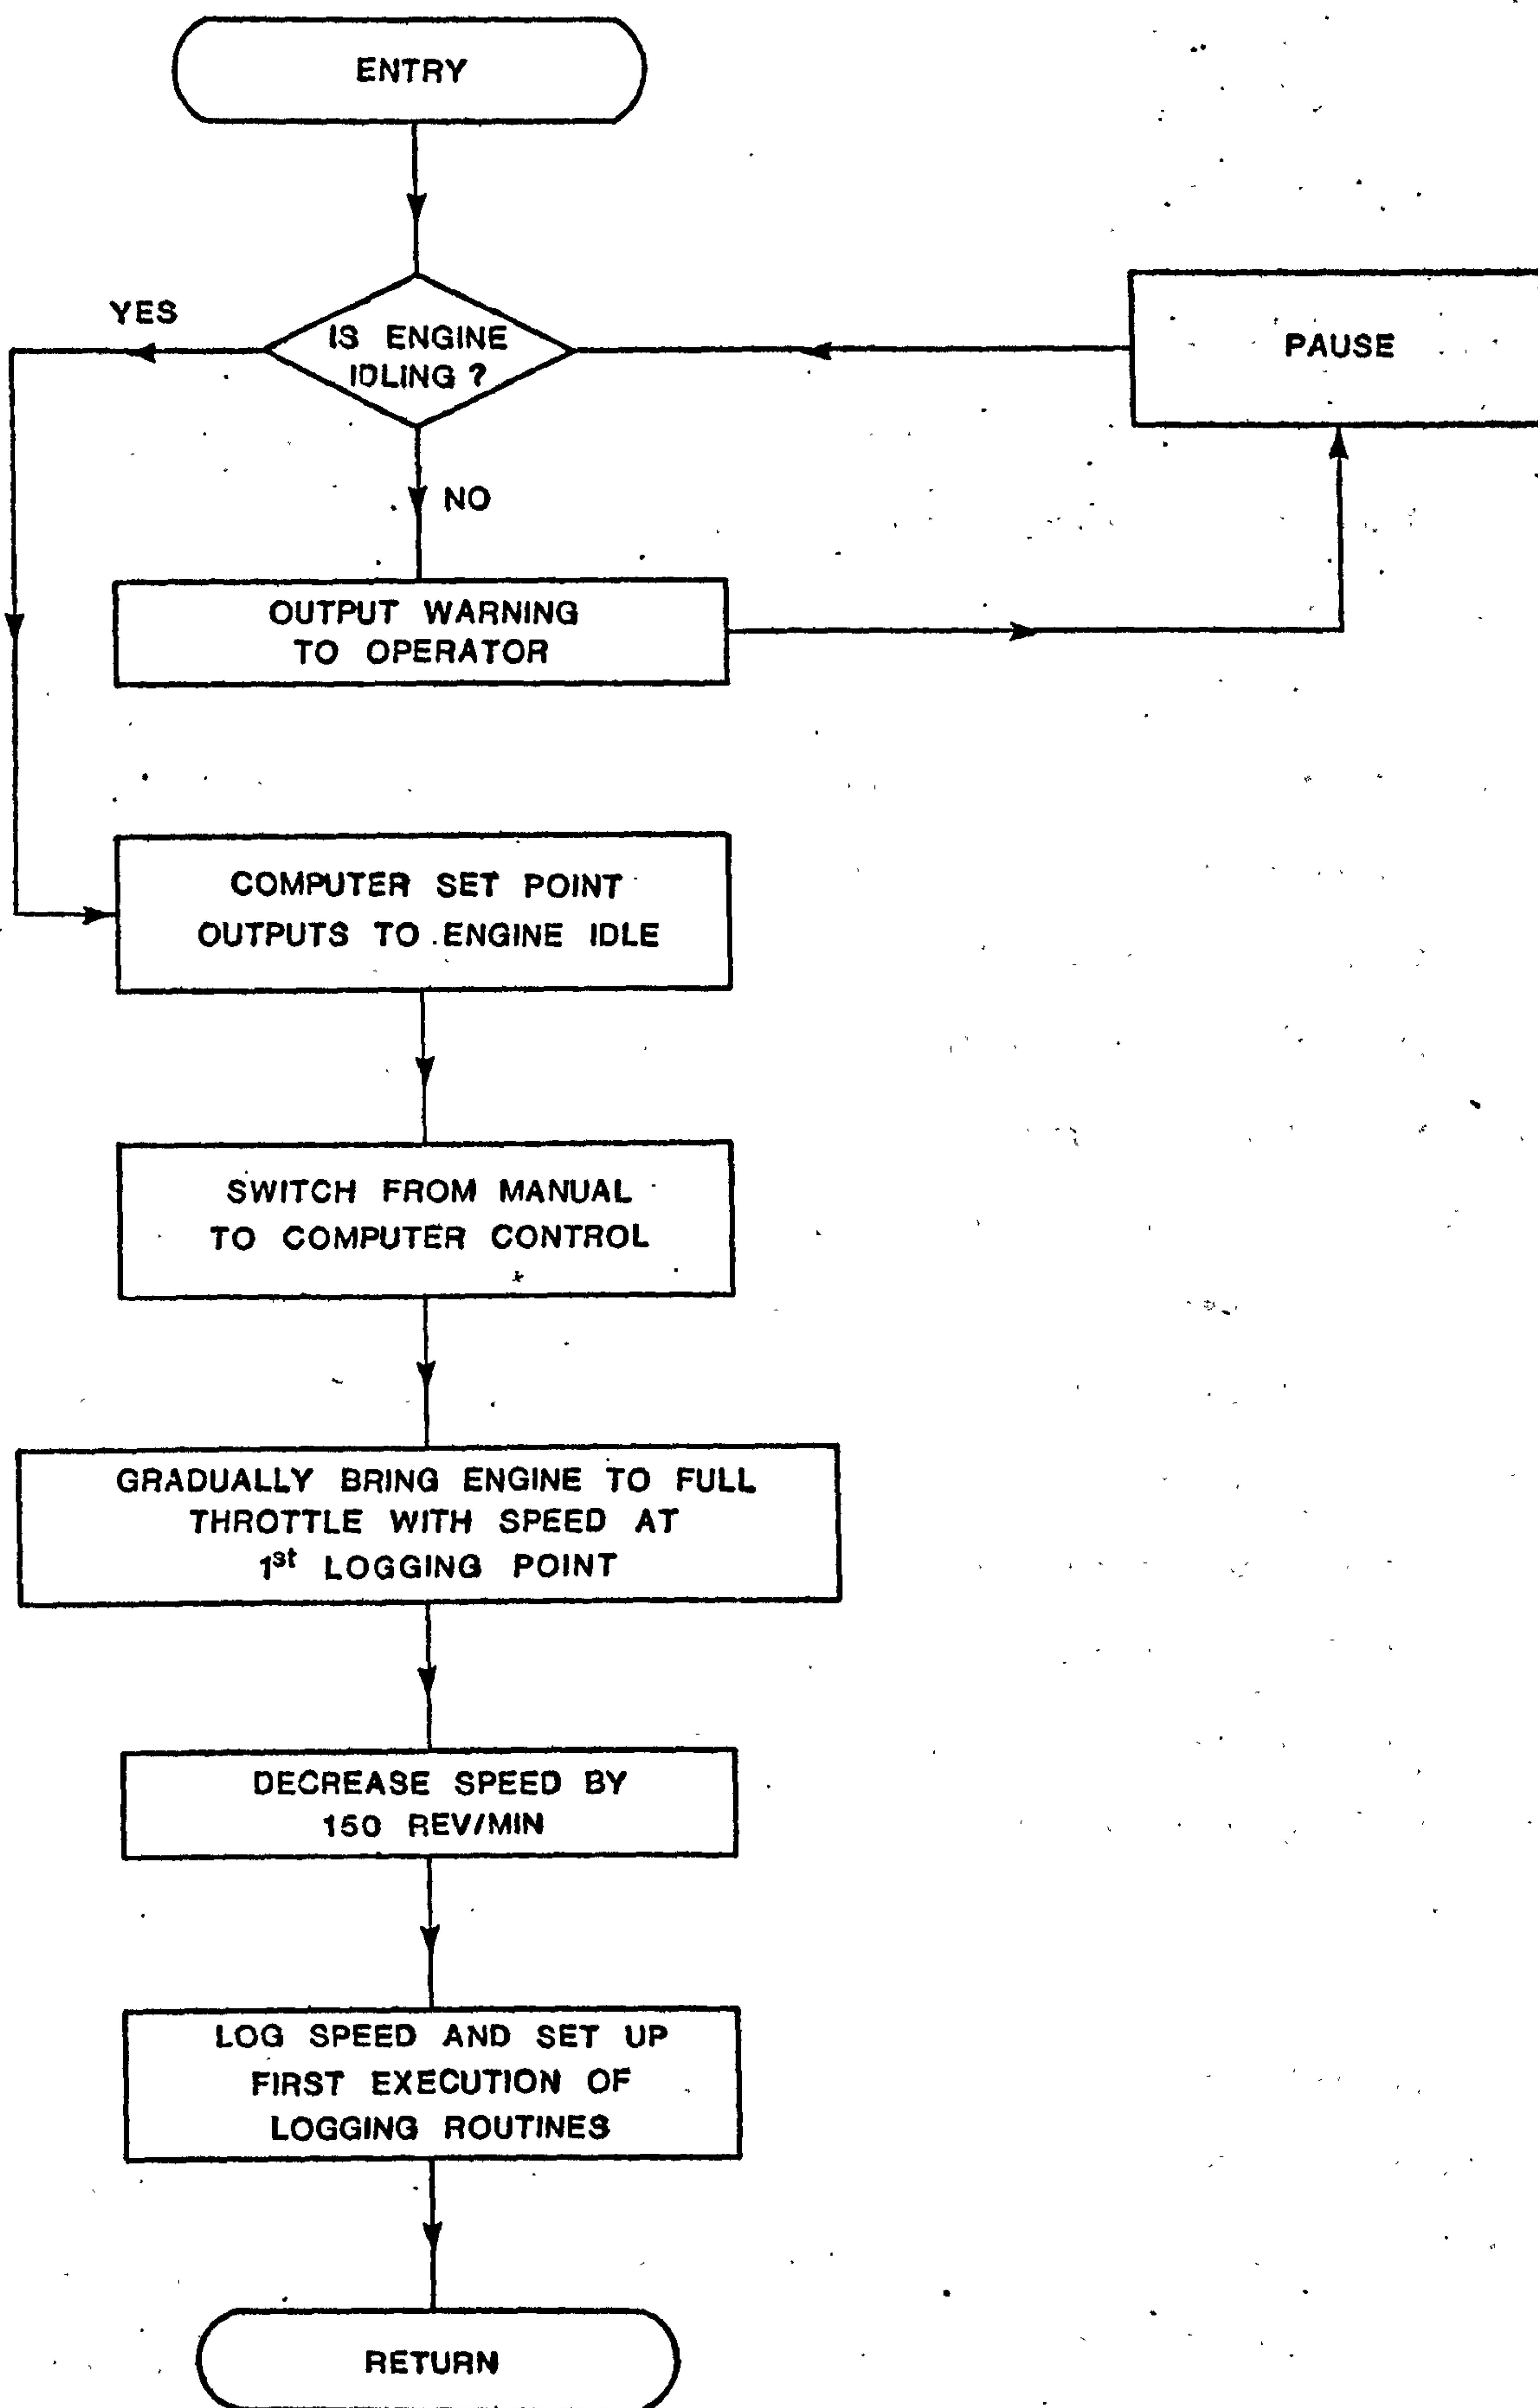 ENTRY
YES
IS ENGINE
IDLING ?
PAUSE
NO
OUTPUT WARNING
TO OPERATOR
COMPUTER SET POINT
OUTPUTS TO ENGINE IDLE
SWITCH FROM MANUAL
TO COMPUTER CONTROL
GRADUALLY BRING ENGINE TO FULL
THROTTLE WITH SPEED AT
1st LOGGING POINT
DECREASE SPEED BY
150 REV/MIN
LOG SPEED AND SET UP
FIRST EXECUTION OF
LOGGING ROUTINES
RETURN